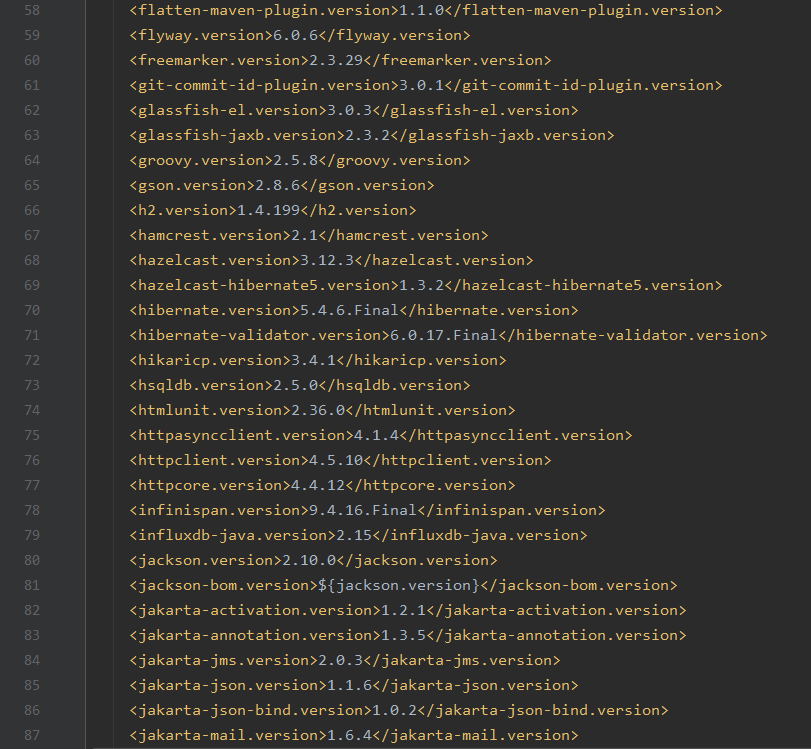 58 <flatten-maven-plugin.version>1.1.0</flatten-maven-plugin.version>
59 <flyway.version>6.0.6</flyway.version>
60 <freemarker.version>2.3.29</freemarker.version>
61 <git-commit-id-plugin.version>3.0.1</git-commit-id-plugin.version>
62 <glassfish-el.version>3.0.3</glassfish-el.version>
63 <glassfish-jaxb.version>2.3.2</glassfish-jaxb.version>
64 <groovy.version>2.5.8</groovy.version>
65 <gson.version>2.8.6</gson.version>
66 <h2.version>1.4.199</h2.version>
67 <hamcrest.version>2.1</hamcrest.version>
68 <hazelcast.version>3.12.3</hazelcast.version>
69 <hazelcast-hibernate5.version>1.3.2</hazelcast-hibernate5.version>
70 <hibernate.version>5.4.6.Final</hibernate.version>
71 <hibernate-validator.version>6.0.17.Final</hibernate-validator.version>
72 <hikaricp.version>3.4.1</hikaricp.version>
73 <hsqldb.version>2.5.0</hsqldb.version>
74 <htmlunit.version>2.36.0</htmlunit.version>
75 <httpasyncclient.version>4.1.4</httpasyncclient.version>
76 <httpclient.version>4.5.10</httpclient.version>
77 <httpcore.version>4.4.12</httpcore.version>
78 <infinispan.version>9.4.16.Final</infinispan.version>
79 <influxdb-java.version>2.15</influxdb-java.version>
80 <jackson.version>2.10.0</jackson.version>
81 <jackson-bom.version>${jackson.version}</jackson-bom.version>
82 <jakarta-activation.version>1.2.1</jakarta-activation.version>
83 <jakarta-annotation.version>1.3.5</jakarta-annotation.version>
84 <jakarta-jms.version>2.0.3</jakarta-jms.version>
85 <jakarta-json.version>1.1.6</jakarta-json.version>
86 <jakarta-json-bind.version>1.0.2</jakarta-json-bind.version>
87 <jakarta-mail.version>1.6.4</jakarta-mail.version>